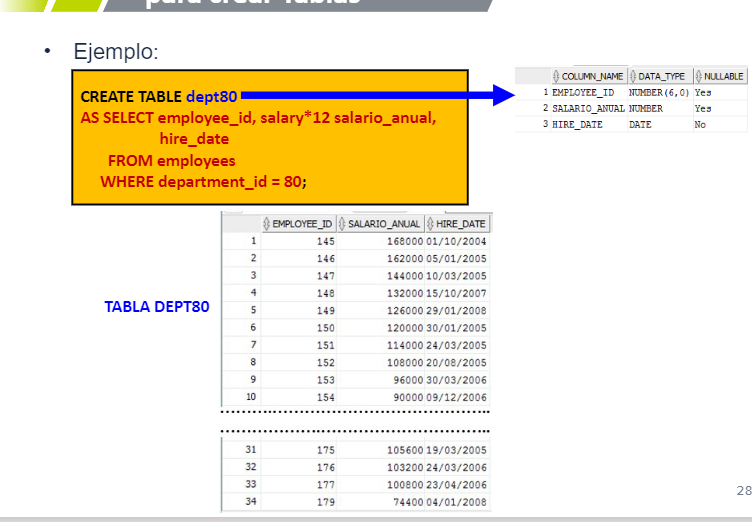 para crear Tablas
• Ejemplo:
CREATE TABLE dept80
AS SELECT employee_id, salary*12 salario_anual,
hire_date
FROM employees
WHERE department_id = 80;
COLUMN_NAME DATA_TYPE NULLABLE
1 EMPLOYEE_ID NUMBER(6,0) Yes
2 SALARIO_ANUAL NUMBER Yes
3 HIRE_DATE DATE No
EMPLOYEE_ID SALARIO_ANUAL HIRE_DATE
1 145 168000 01/10/2004
2 146 162000 05/01/2005
3 147 144000 10/03/2005
4 148 132000 15/10/2007
5 149 126000 29/01/2008
6 150 120000 30/01/2005
7 151 114000 24/03/2005
8 152 108000 20/08/2005
9 153 96000 30/03/2006
10 154 90000 09/12/2006
31 175 105600 19/03/2005
32 176 103200 24/03/2006
33 177 100800 23/04/2006
34 179 74400 04/01/2008
TABLA DEPT80
28